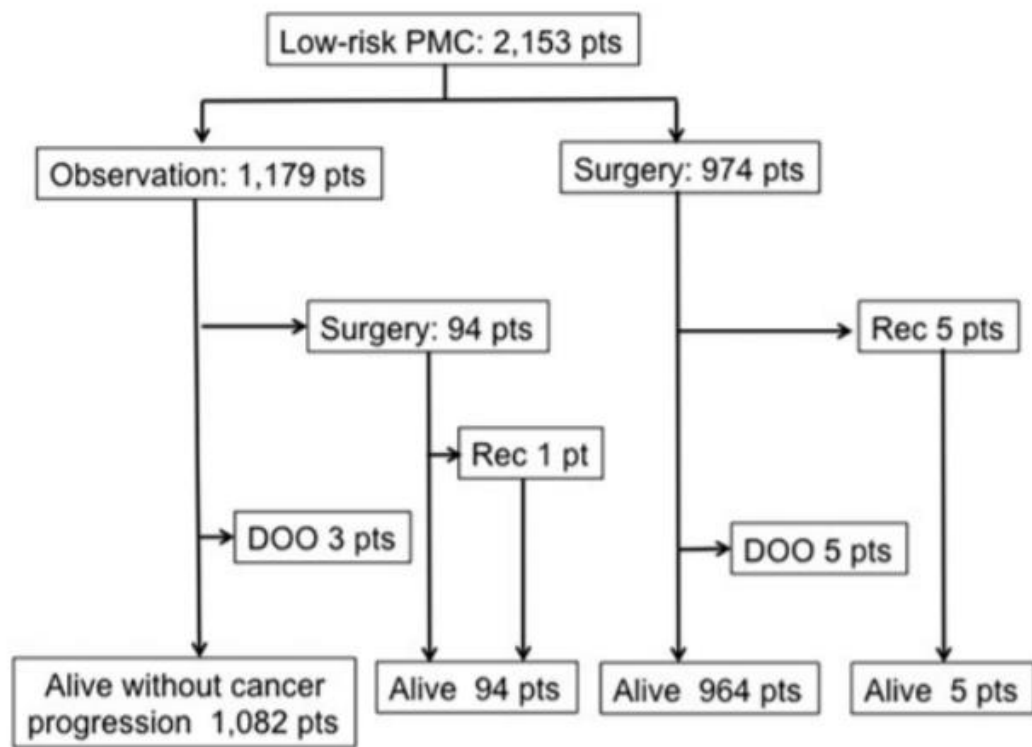 Low-risk PMC: 2,153 pts
Observation: 1,179 pts
Surgery: 974 pts
Surgery: 94 pts
Rec 5 pts
Rec 1 pt
DOO 3 pts
DOO 5 pts
Alive without cancer
progression 1,082 pts
Alive 94 pts
Alive 964 pts
Alive 5 pts